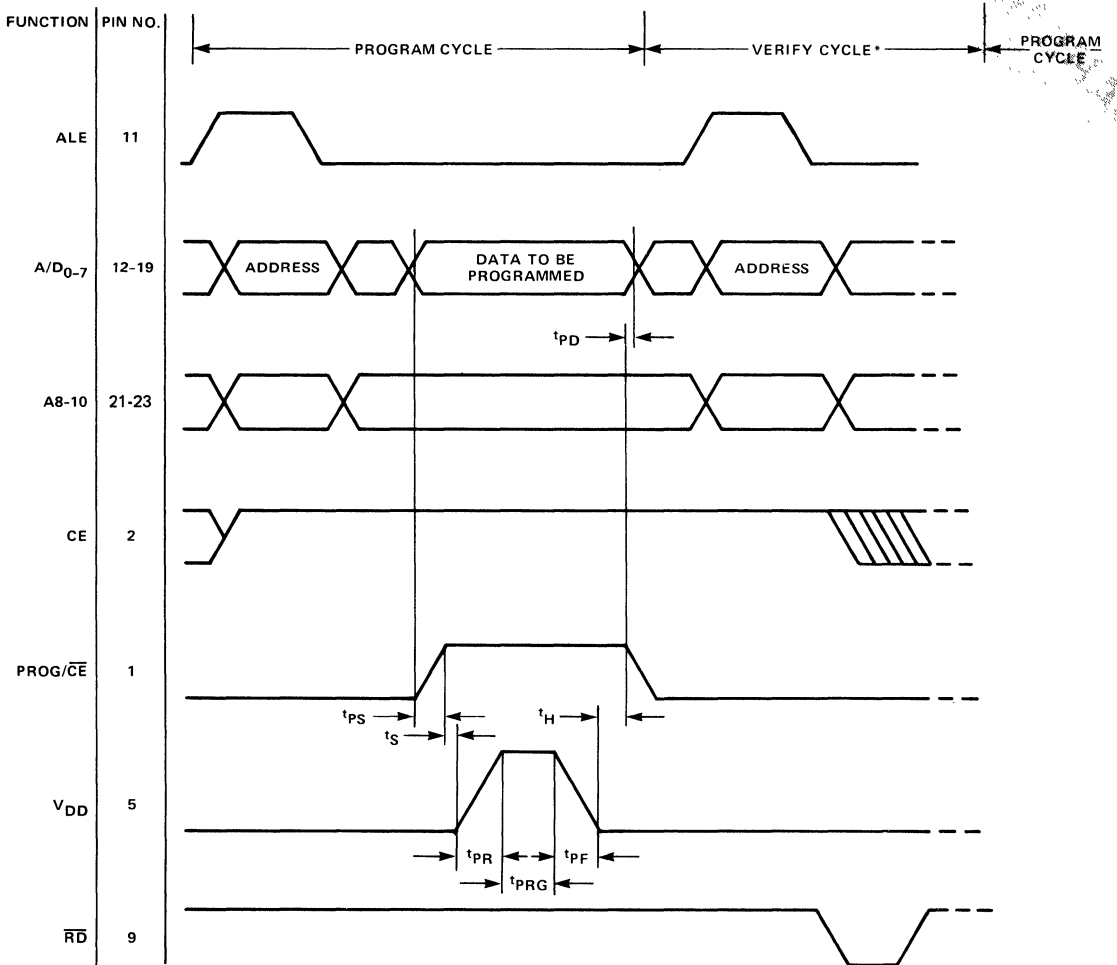 FUNCTION PIN NO.
PROGRAM CYCLE VERIFY CYCLE* PROGRAM CYCLE
ALE 11
A/D0-7 12-19 ADDRESS DATA TO BE PROGRAMMED ADDRESS
tPD
A8-10 21-23
CE 2
PROG/CE 1
tPS tH
tS
VDD 5
tPR tPF
tPRG
RD 9